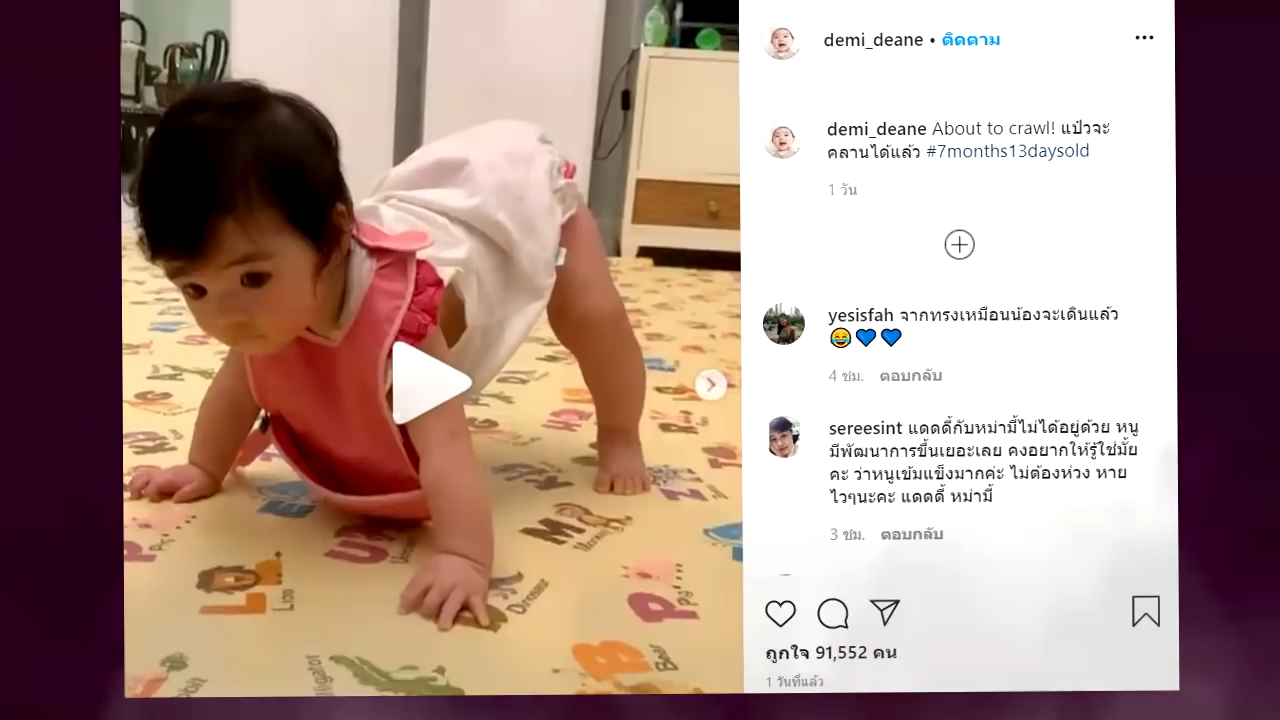 demi_deane • ติดตาม
demi_deane About to crawl! แป๋วจะ
คลานได้แล้ว #7months13daysold
1 วัน
yesisfah จากทรงเหมือนน้องจะเดินแล้ว
😂💙💙
4 ชม. ตอบกลับ
sereesint แดดดี้กับหม่ามี้ไม่ได้อยู่ด้วย หนู
มีพัฒนาการขึ้นเยอะเลย คงอยากให้รู้ใช่มั้ย
คะ ว่าหนูเข้มแข็งมากค่ะ ไม่ต้องห่วง หาย
ไวๆนะคะ แดดดี้ หม่ามี้
3 ชม. ตอบกลับ
ถูกใจ 91,552 คน
1 วันที่แล้ว
M
Monkey
L
Lion
Dinosaur
P
B
Bear